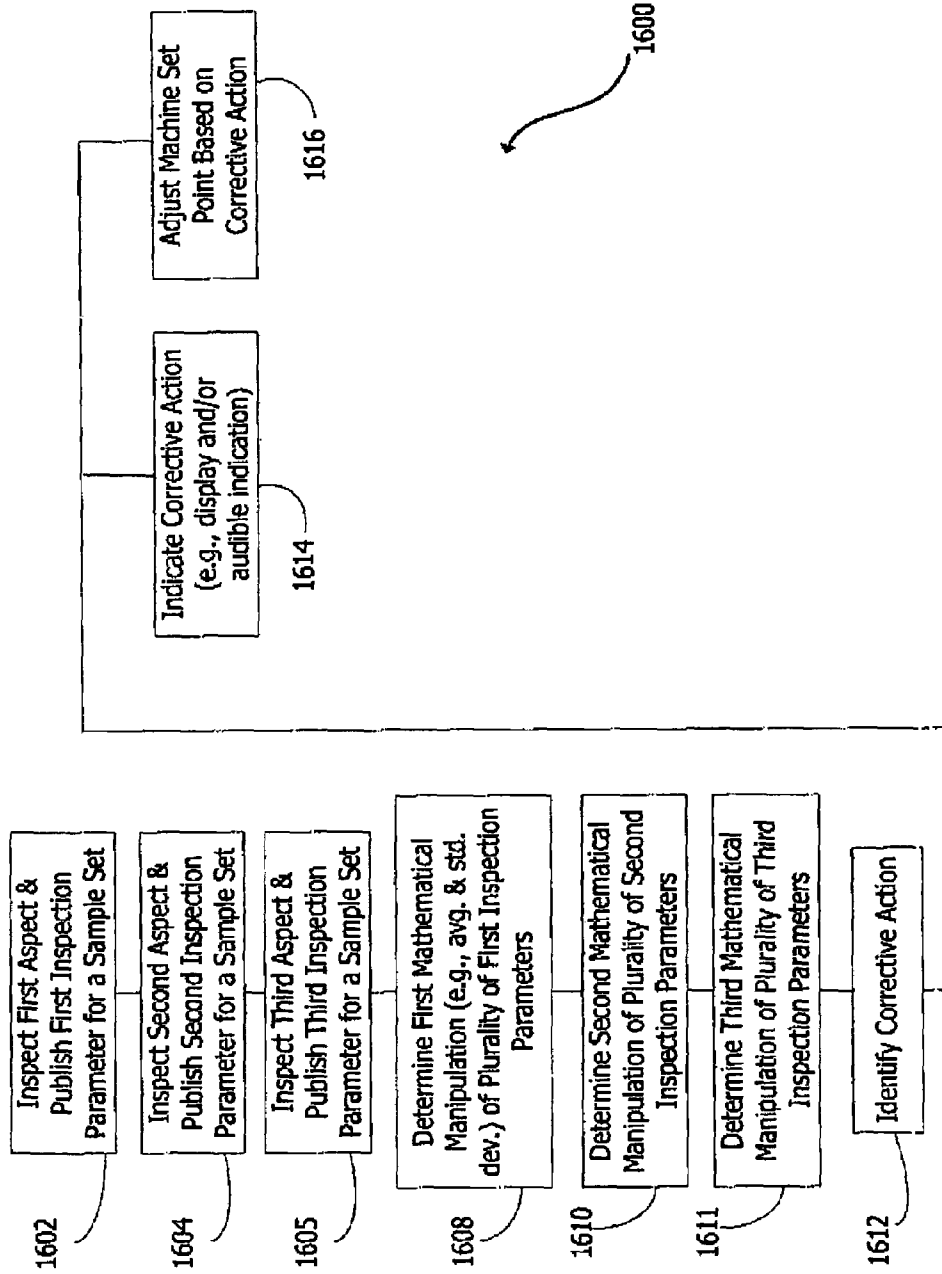 1602
Inspect First Aspect &
Publish First Inspection
Parameter for a Sample Set
1604
Inspect Second Aspect &
Publish Second Inspection
Parameter for a Sample Set
1605
Inspect Third Aspect &
Publish Third Inspection
Parameter for a Sample Set
1608
Determine First Mathematical
Manipulation (e.g., avg. & std.
dev.) of Plurality of First Inspection
Parameters
1610
Determine Second Mathematical
Manipulation of Plurality of Second
Inspection Parameters
1611
Determine Third Mathematical
Manipulation of Plurality of Third
Inspection Parameters
1612
Identify Corrective Action
Indicate Corrective Action
(e.g., display and/or
audible indication)
1614
Adjust Machine Set
Point Based on
Corrective Action
1616
1600